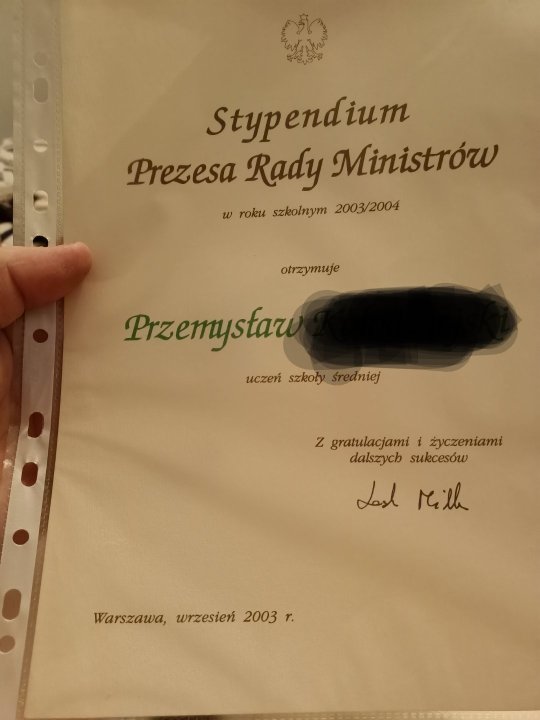 Stypendium
Prezesa Rady Ministrów
w roku szkolnym 2003/2004
otrzymuje
Przemysław
uczeń szkoły średniej
Z gratulacjami i życzeniami
dalszych sukcesów
Warszawa, wrzesień 2003 r.